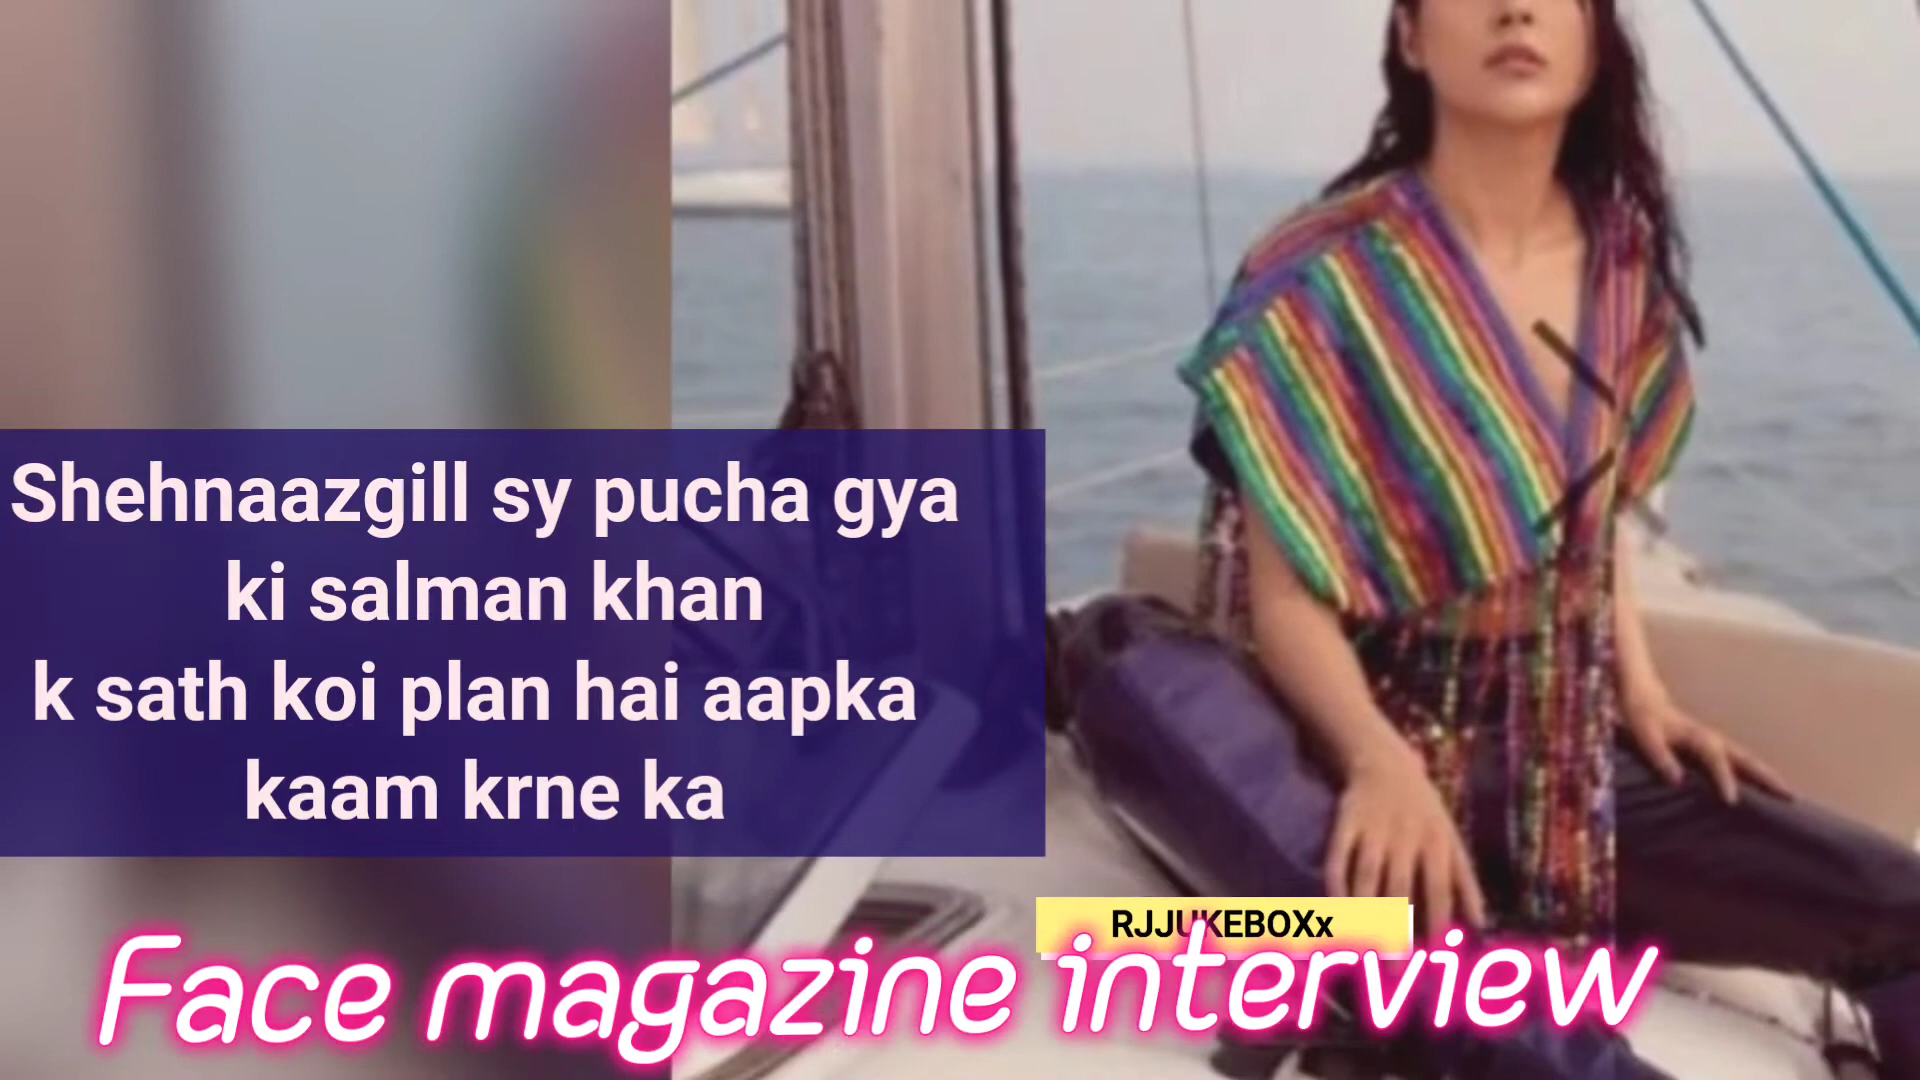 Shehnaazgill sy pucha gya
ki salman khan
k sath koi plan hai aapka
kaam krne ka
RJJUKEBOXx
Face magazine interview